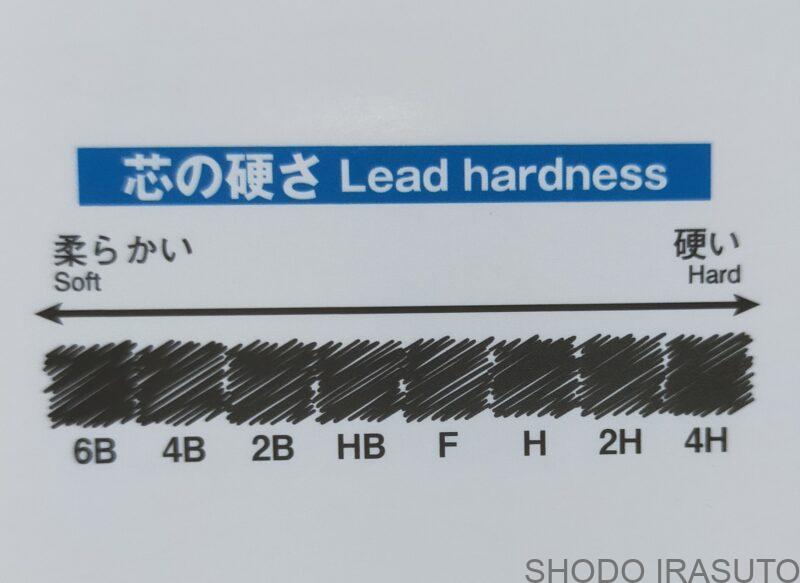 芯の硬さ Lead hardness
柔らかい 硬い
Soft Hard
6B 4B 2B HB F H 2H 4H
SHODO IRASUTO